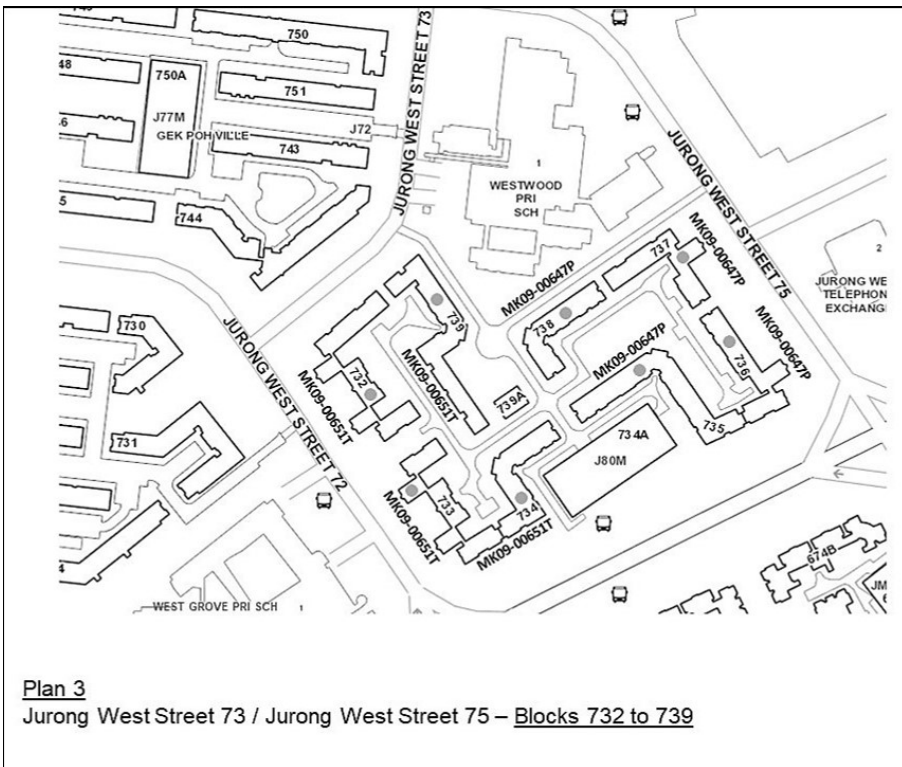 750
JURONG WEST STREET 73
48
750A
751
J77M
J72
GEK POH VILLE
743
1
WESTWOOD
PRI
SCH
JURONG WEST STREET 75
744
737
MK09-00647P
2
JURONG WE
TELEPHON
EXCHANG
MK09-00647P
730
JURONG WEST STREET 72
739
738
MK09-00647P
736
MK09-00647P
732
MK09-00651T
MK09-00651T
739A
735
731
734A
J80M
733
734
MK09-00651T
MK09-00651T
674B
JM
WEST GROVE PRI SCH 1
Plan 3
Jurong West Street 73 / Jurong West Street 75 – Blocks 732 to 739